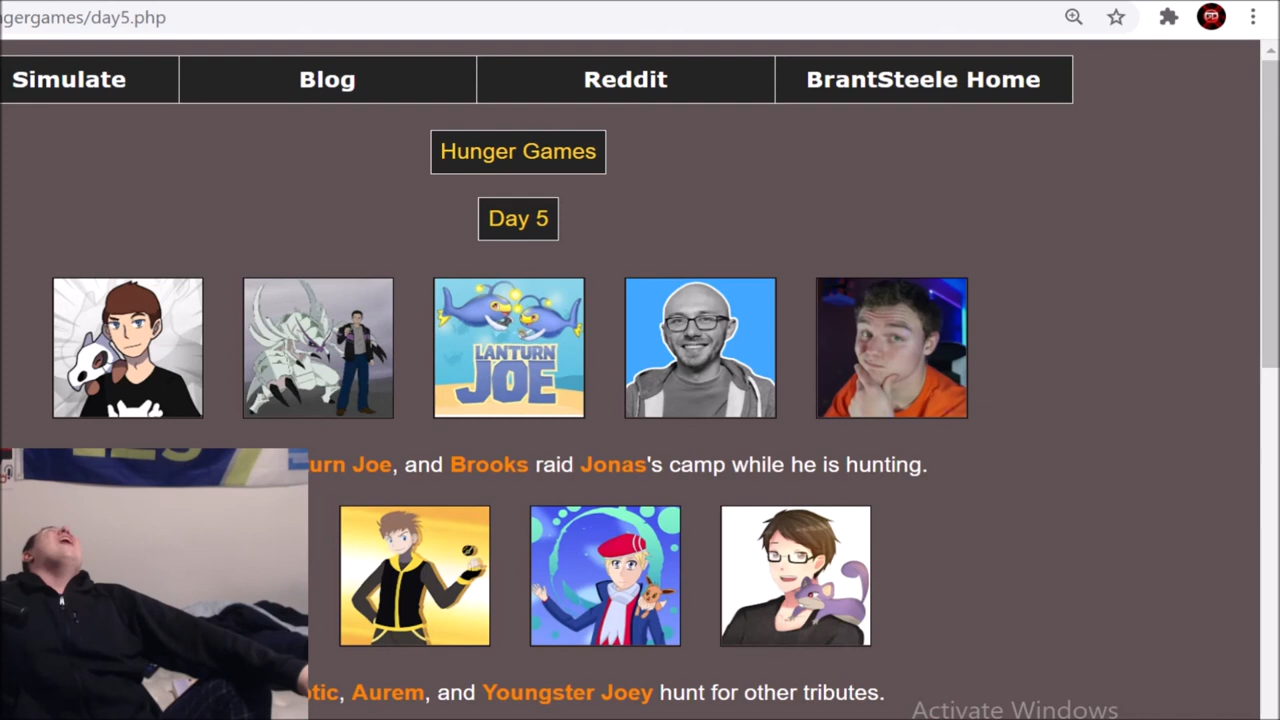 gergames/day5.php
Simulate
Blog
Reddit
BrantSteele Home
Hunger Games
Day 5
LANTURN
JOE
urn Joe, and Brooks raid Jonas's camp while he is hunting.
otic, Aurem, and Youngster Joey hunt for other tributes.
Activate Windows